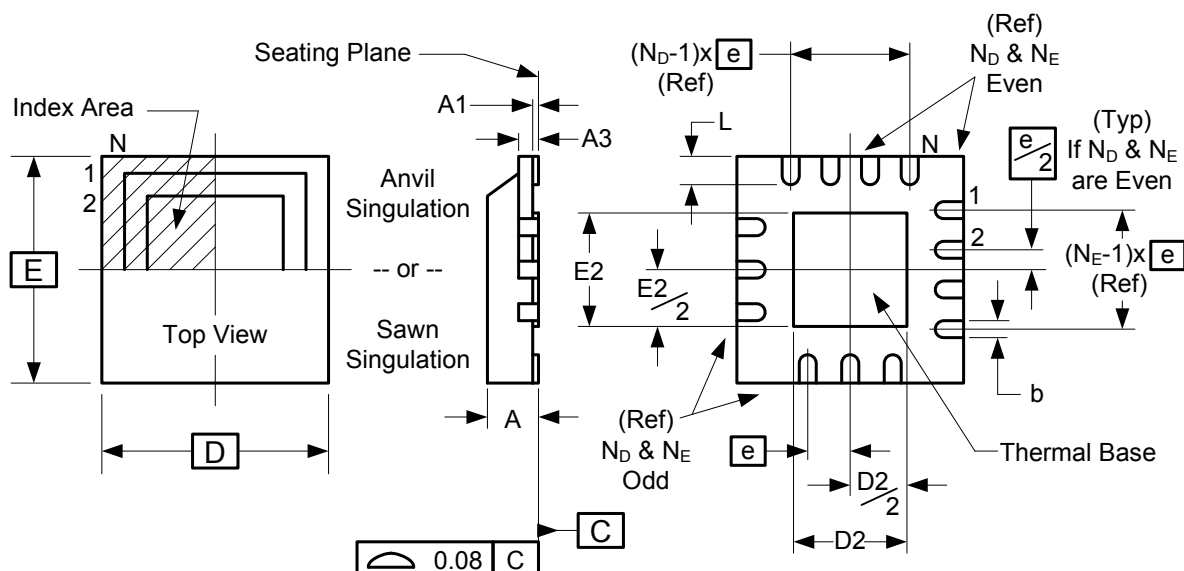 Seating Plane
Index Area
A1
A3
N
1
2
E
Top View
D
Anvil
Singulation
-- or --
Sawn
Singulation
A
C
0.08 C
(N_D-1)x e
(Ref)
(Ref)
N_D & N_E
Even
L
N
e/2
(Typ)
If N_D & N_E
are Even
1
2
(N_E-1)x e
(Ref)
E2
E2/2
b
(Ref)
N_D & N_E
Odd
e
Thermal Base
D2/2
D2